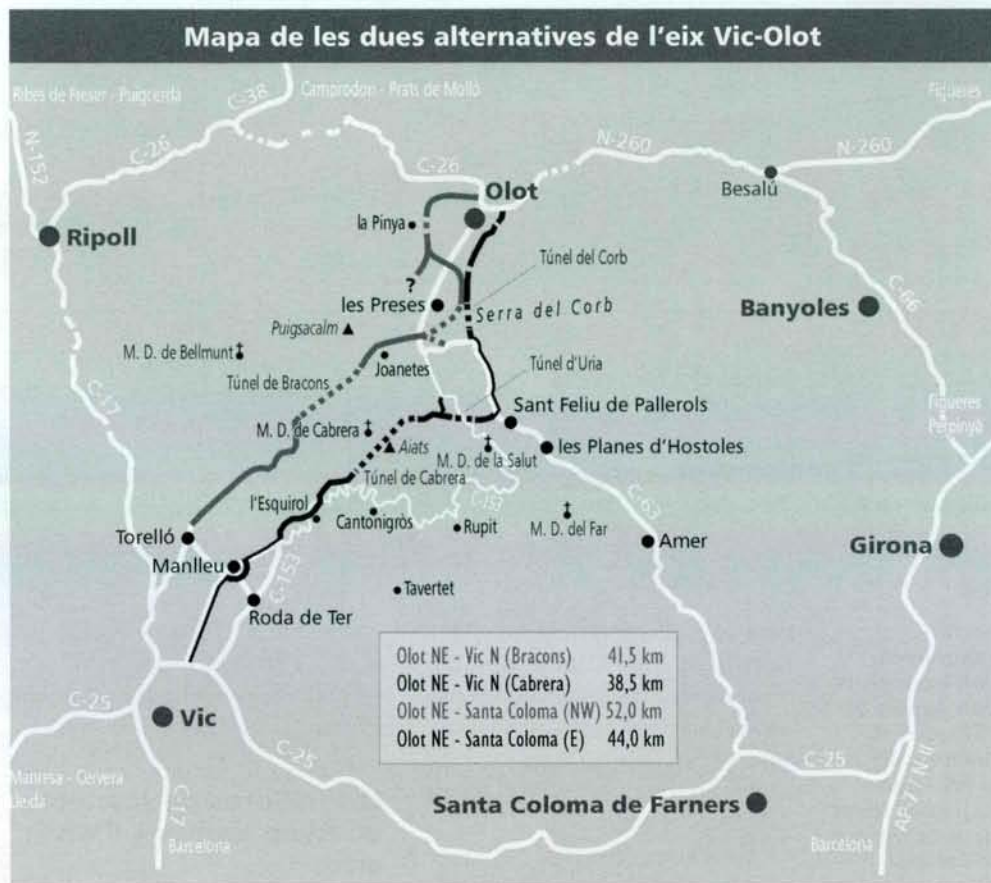 Mapa de les dues alternatives de l'eix Vic-Olot
Ribes de Freser - Puigcerdà
C-38
Camprodon - Prats de Molló
Figueres
N-152
C-26
C-26
N-260
N-260
Besalú
Olot
la Pinya
Ripoll
Túnel del Corb
?
les Preses
Serra del Corb
Banyoles
C-66
Puigsacalm
M. D. de Bellmunt
Joanetes
Túnel d'Uria
Túnel de Bracons
C-17
Sant Feliu de Pallerols
Figueres
Perpinyà
M. D. de Cabrera
Aiats
M. D. de la Salut
les Planes d'Hostoles
Túnel de Cabrera
C-153
l'Esquirol
Cantonigròs
Rupit
M. D. del Far
C-63
Torelló
Amer
Girona
Manlleu
C-153
Tavertet
Roda de Ter
Olot NE - Vic N (Bracons) 41,5 km
Olot NE - Vic N (Cabrera) 38,5 km
Olot NE - Santa Coloma (NW) 52,0 km
Olot NE - Santa Coloma (E) 44,0 km
C-25
Vic
C-25
C-25
Manresa - Cervera
Lleida
C-17
Santa Coloma de Farners
AP-7 / N-II
Barcelona
Barcelona